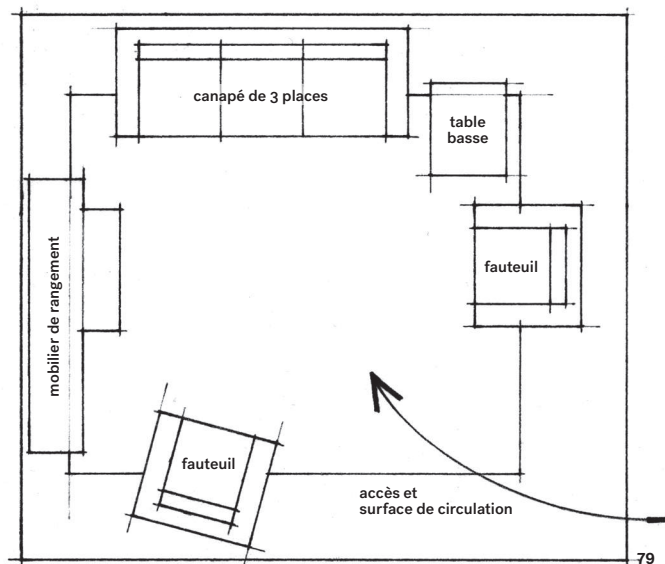 canapé de 3 places
table
basse
fauteuil
mobilier de rangement
fauteuil
accès et
surface de circulation
79